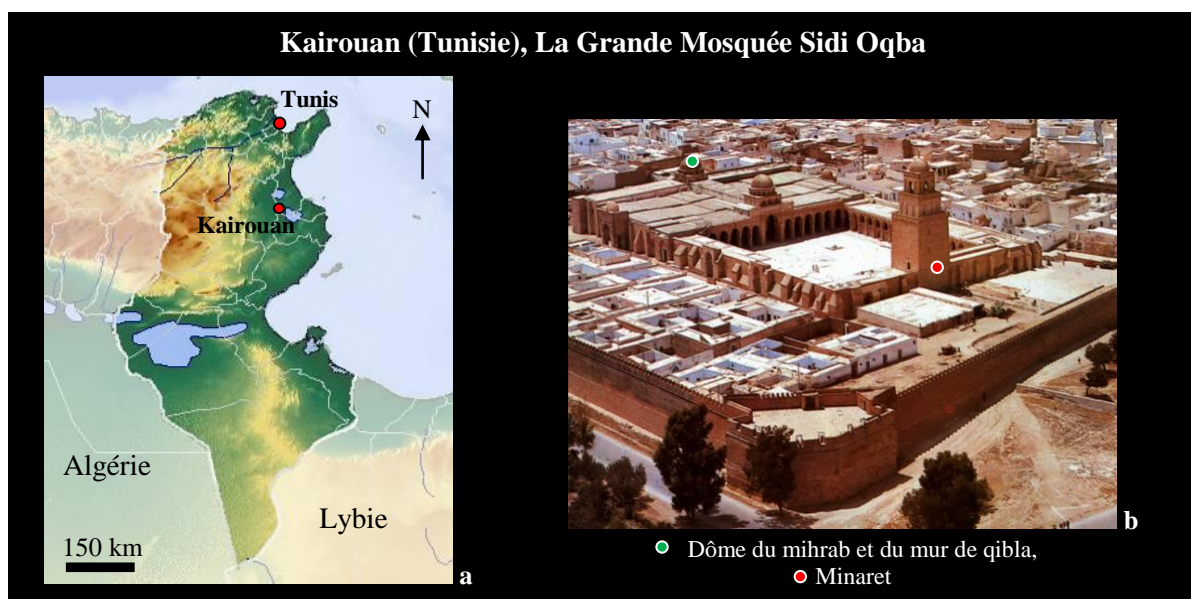 Kairouan (Tunisie), La Grande Mosquée Sidi Oqba
Tunis
N
Kairouan
Algérie
Lybie
150 km
a
b
Dôme du mihrab et du mur de qibla,
Minaret